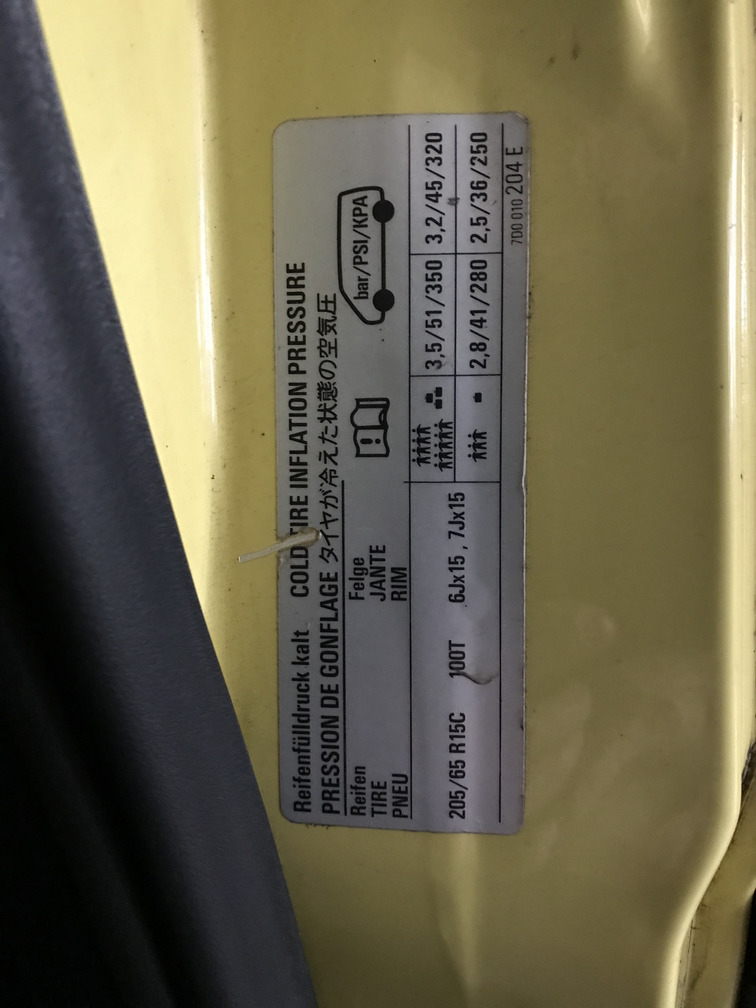 Reifenfülldruck kalt COLD TIRE INFLATION PRESSURE
PRESSION DE GONFLAGE タイヤが冷えた状態の空気圧
Reifen Felge
TIRE JANTE
PNEU RIM
bar/PSI/KPA
205/65 R15C 100T 6Jx15 , 7Jx15
3,5/51/350 3,2/45/320
2,8/41/280 2,5/36/250
7D0 010 204 E